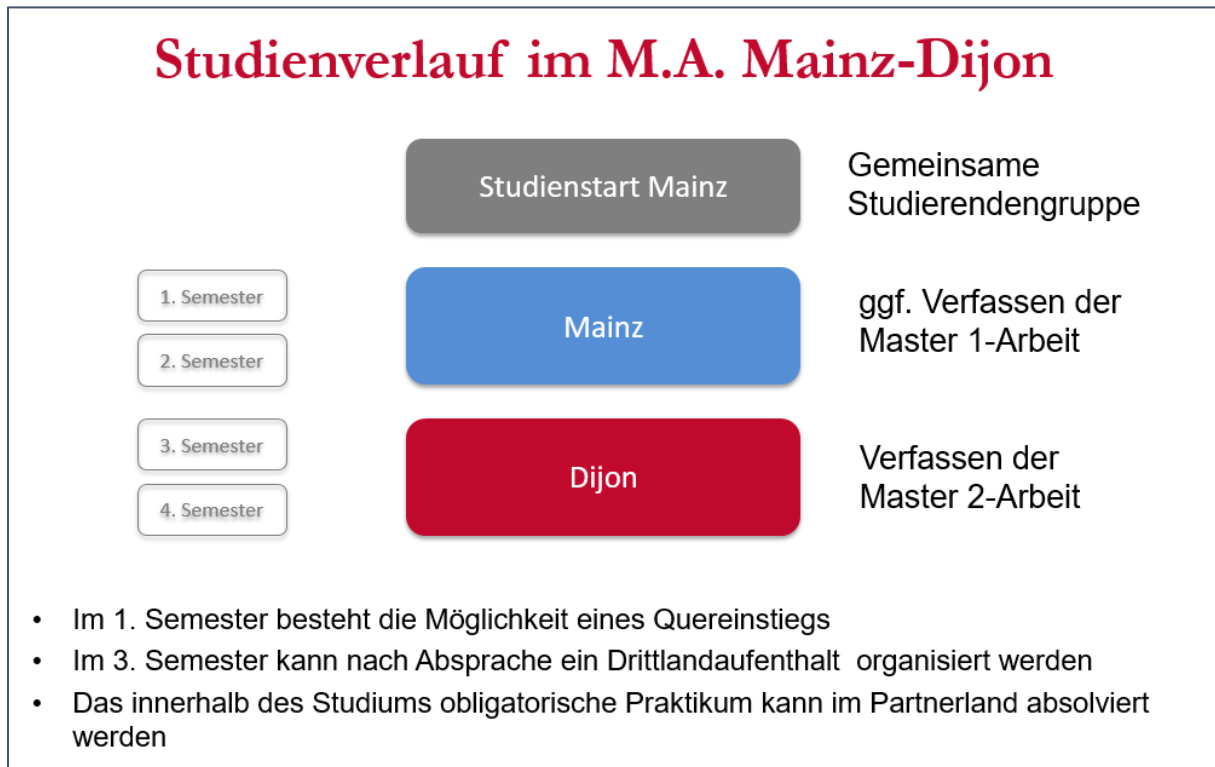 Studienverlauf im M.A. Mainz-Dijon
Studienstart Mainz
Gemeinsame
Studierendengruppe
1. Semester
2. Semester
Mainz
ggf. Verfassen der
Master 1-Arbeit
3. Semester
4. Semester
Dijon
Verfassen der
Master 2-Arbeit
• Im 1. Semester besteht die Möglichkeit eines Quereinstiegs
• Im 3. Semester kann nach Absprache ein Drittlandaufenthalt  organisiert werden
• Das innerhalb des Studiums obligatorische Praktikum kann im Partnerland absolviert
werden